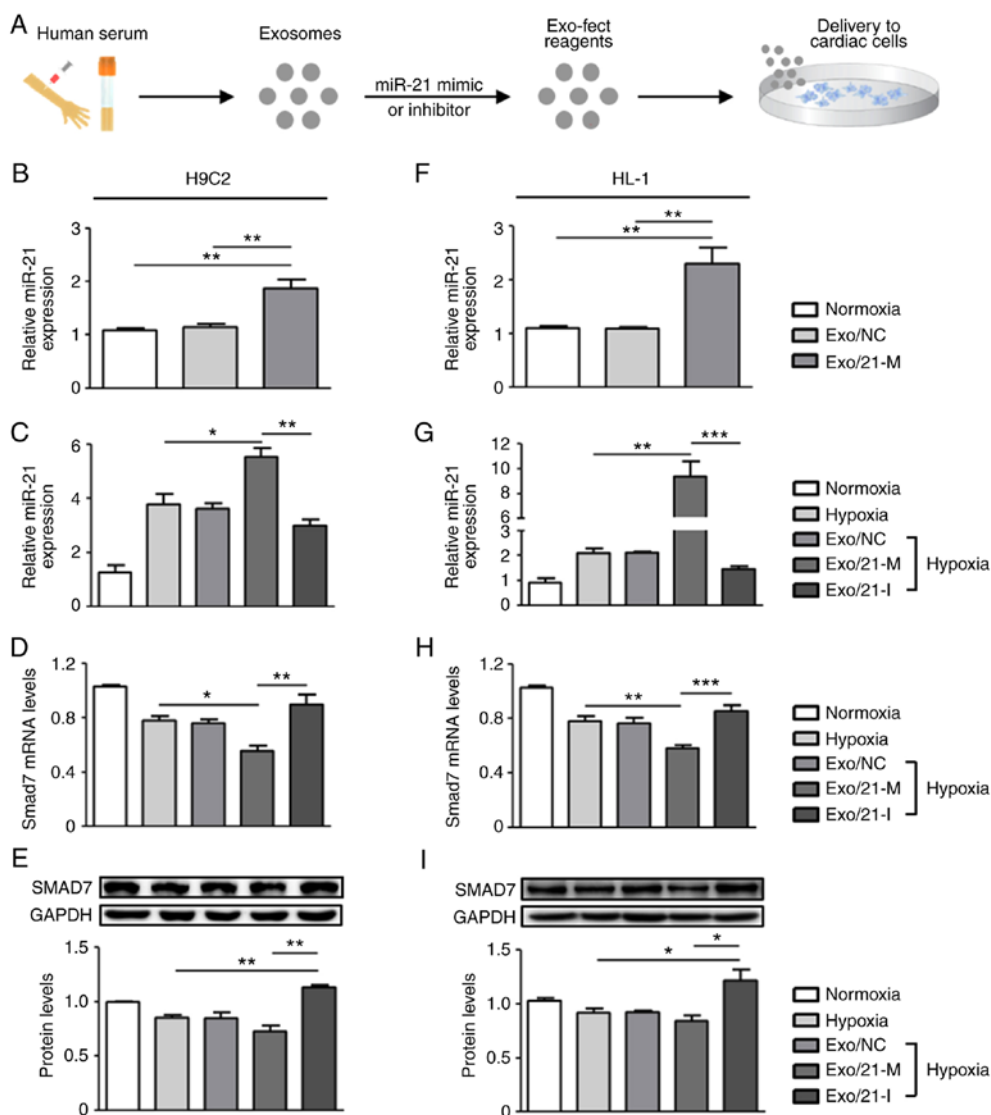 A
Human serum
Exosomes
Exo-fect
reagents
Delivery to
cardiac cells
miR-21 mimic
or inhibitor
B
H9C2
Relative miR-21
expression
3
2
1
0
**
**
F
HL-1
Relative miR-21
expression
3
2
1
0
**
**
Normoxia
Exo/NC
Exo/21-M
C
Relative miR-21
expression
6
4
2
0
*
**
G
Relative miR-21
expression
12
10
8
6
3
2
1
0
**
***
Normoxia
Hypoxia
Exo/NC
Exo/21-M
Exo/21-I
Hypoxia
D
Smad7 mRNA levels
1.2
0.8
0.4
0
*
**
H
Smad7 mRNA levels
1.2
0.8
0.4
0
**
***
Normoxia
Hypoxia
Exo/NC
Exo/21-M
Exo/21-I
Hypoxia
E
SMAD7
GAPDH
Protein levels
1.5
1.0
0.5
0
**
**
I
SMAD7
GAPDH
Protein levels
1.5
1.0
0.5
0
*
*
Normoxia
Hypoxia
Exo/NC
Exo/21-M
Exo/21-I
Hypoxia